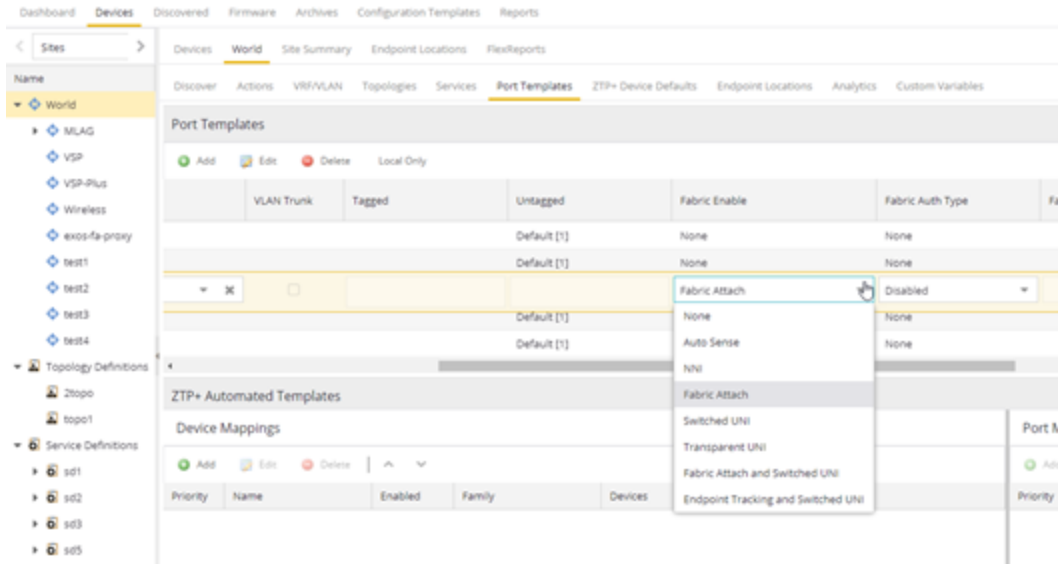 Dashboard Devices Discovered Firmware Archives Configuration Templates Reports
Sites
Devices World Site Summary Endpoint Locations FlexReports
Name
Discover Actions VRF/VLAN Topologies Services Port Templates ZTP+ Device Defaults Endpoint Locations Analytics Custom Variables
World
MLAG
VSP
VSP-Plus
Wireless
exos-fa-proxy
test1
test2
test3
test4
Topology Definitions
2topo
topo1
Service Definitions
sd1
sd2
sd3
sd5
Port Templates
Add Edit Delete Local Only
VLAN Trunk Tagged Untagged Fabric Enable Fabric Auth Type Fa
Default [1] None None
Default [1] None None
Fabric Attach Disabled
Default [1] None
Default [1] None
None
Auto Sense
NNI
Fabric Attach
Switched UNI
Transparent UNI
Fabric Attach and Switched UNI
Endpoint Tracking and Switched UNI
ZTP+ Automated Templates
Device Mappings
Add Edit Delete
Priority Name Enabled Family Devices
Port M
Ad
Priority